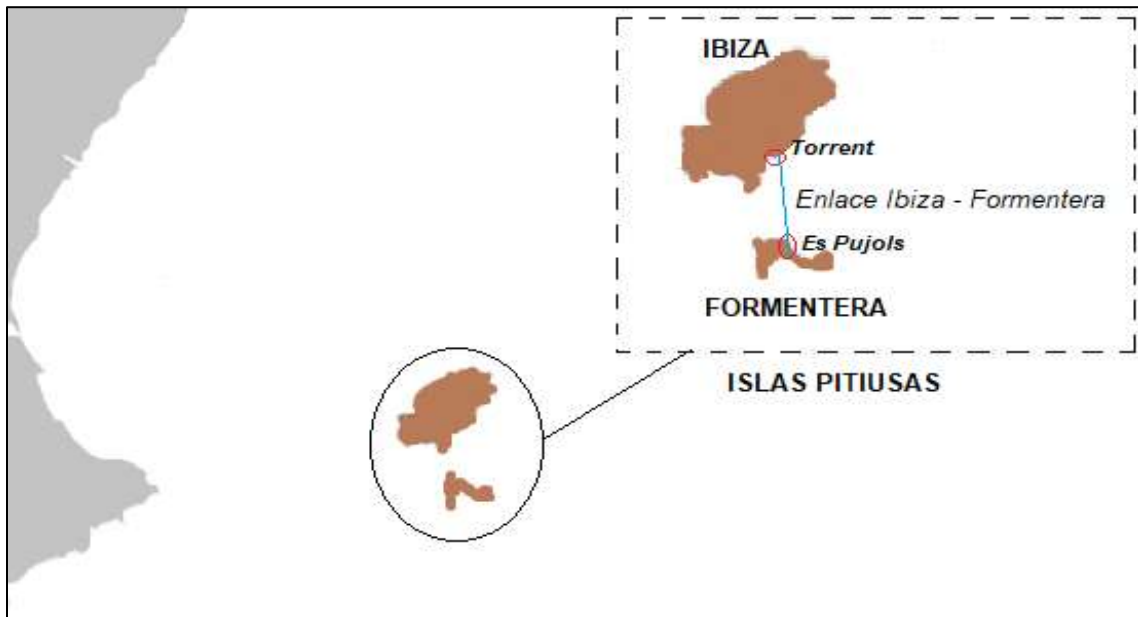 IBIZA
Torrent
Enlace Ibiza - Formentera
Es Pujols
FORMENTERA
ISLAS PITIUSAS